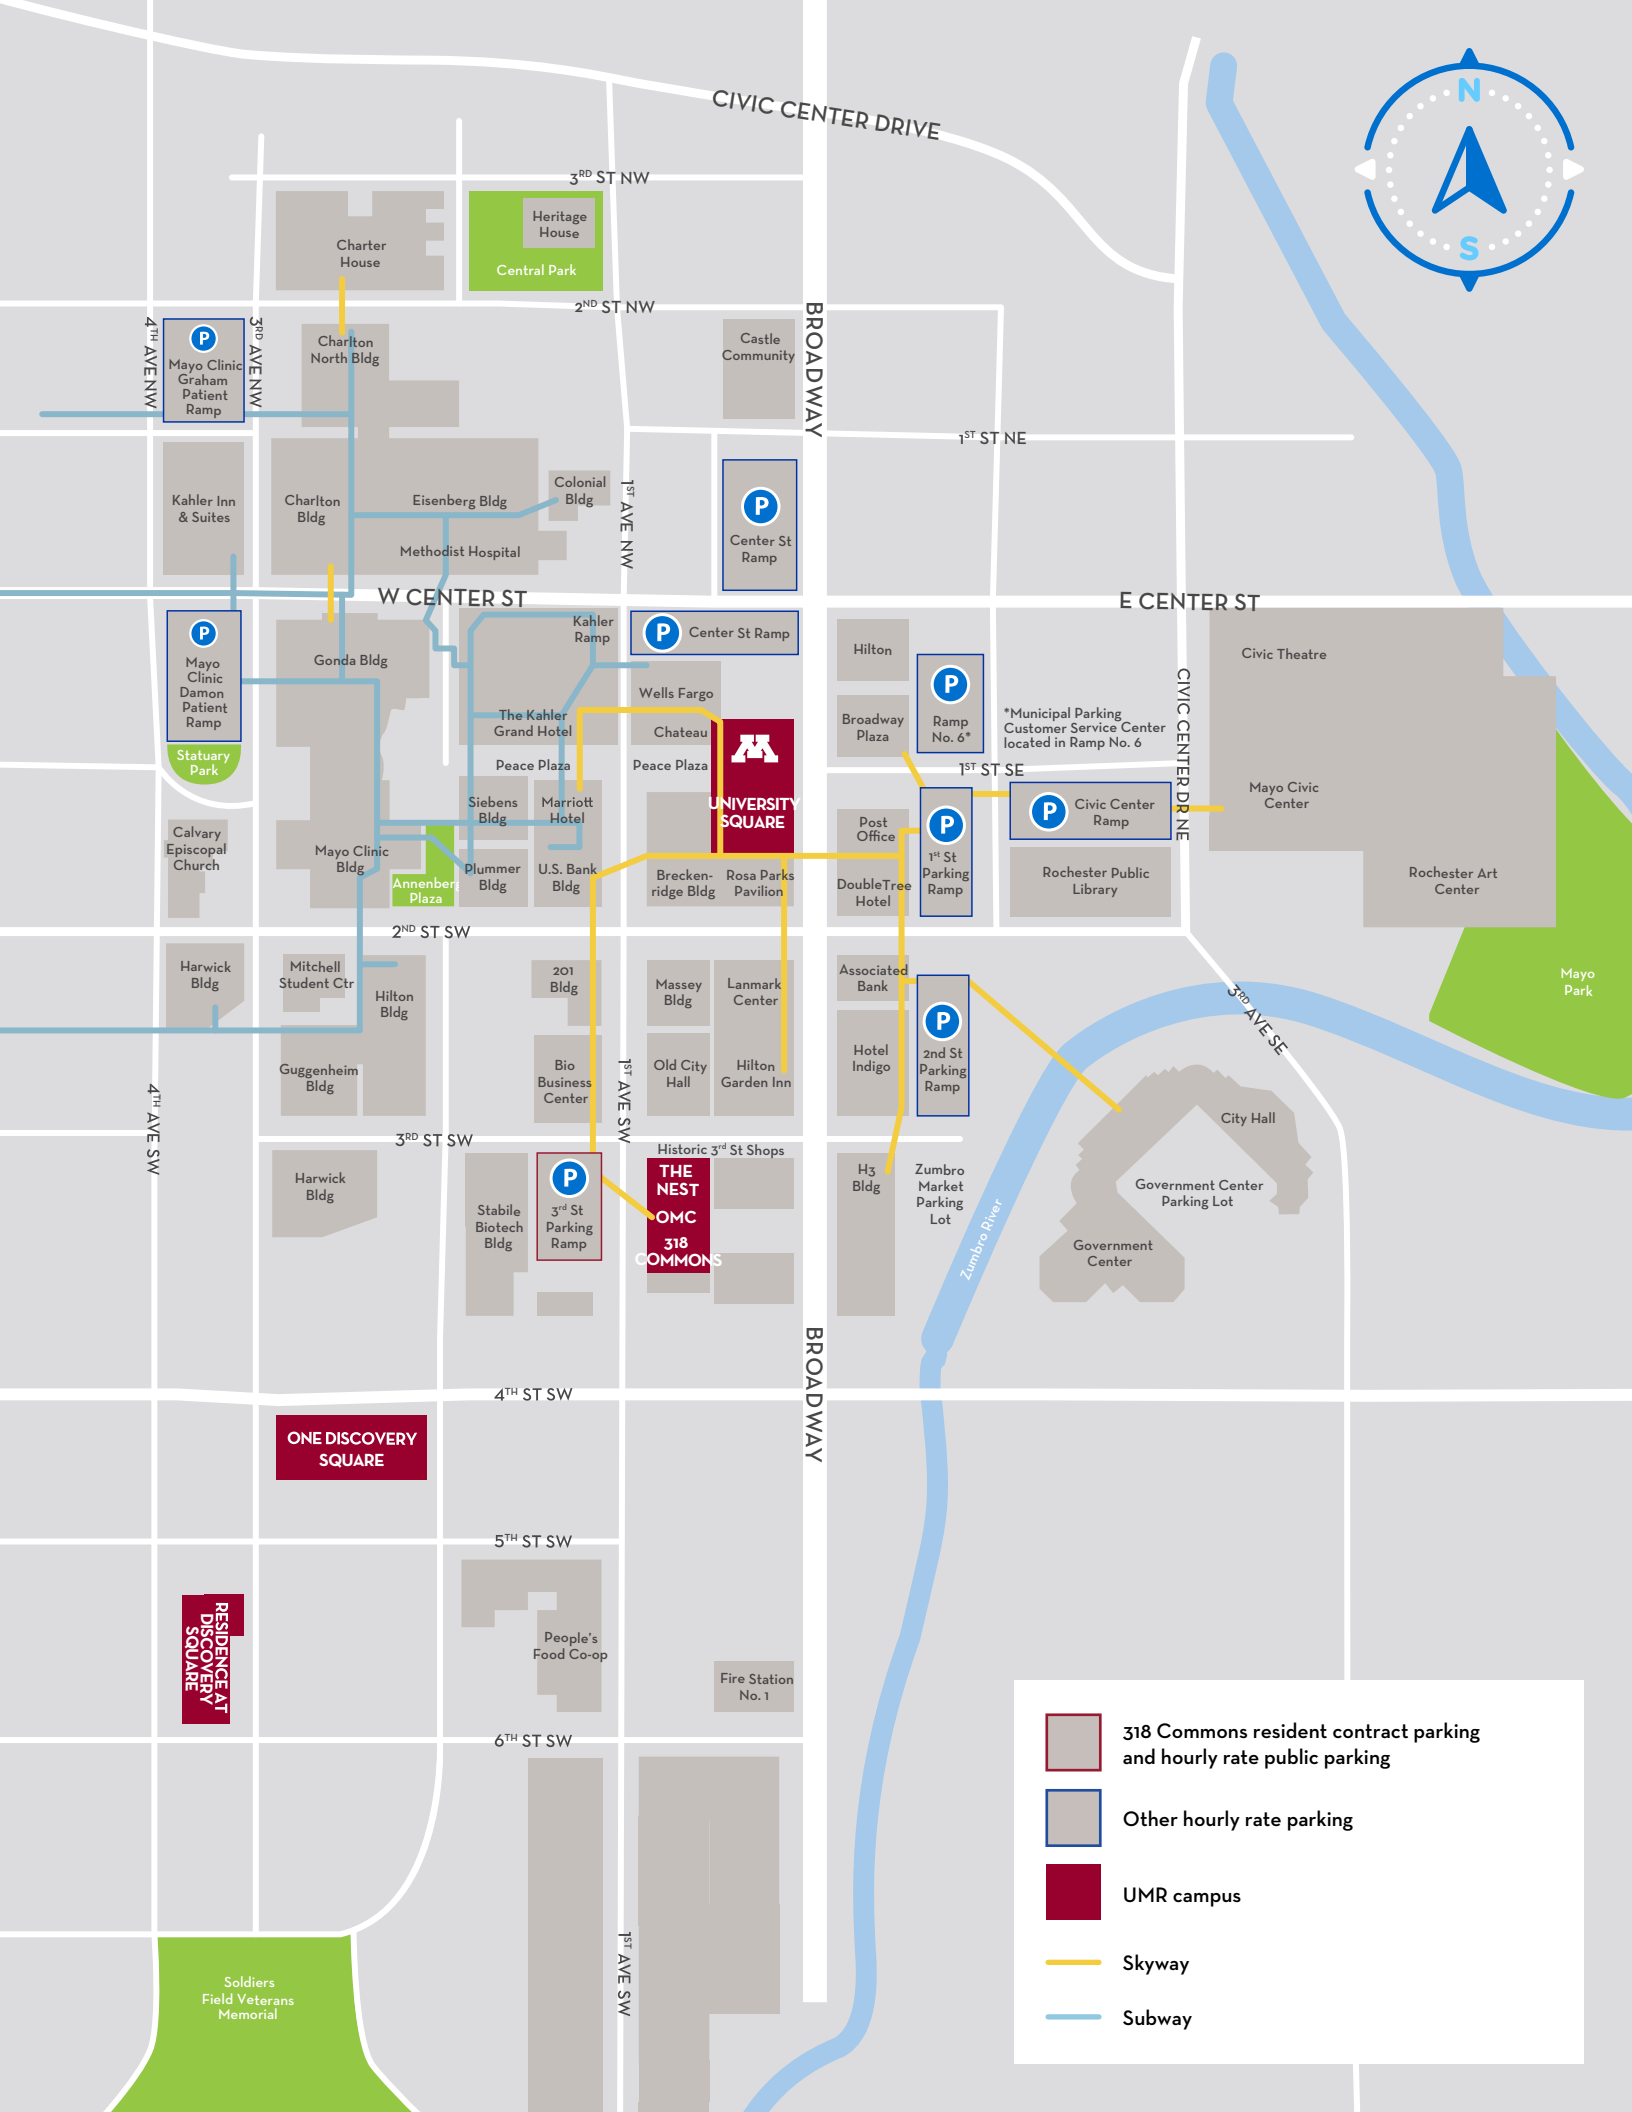 CIVIC CENTER DRIVE
N
S
3RD ST NW
Heritage
House
Charter
House
Central Park
2ND ST NW
BROADWAY
4TH AVE NW
3RD AVE NW
P
Mayo Clinic
Graham
Patient
Ramp
Charlton
North Bldg
Castle
Community
1ST ST NE
Kahler Inn
& Suites
Charlton
Bldg
Eisenberg Bldg
Colonial
Bldg
Methodist Hospital
1ST AVE NW
P
Center St
Ramp
W CENTER ST
E CENTER ST
P
Mayo
Clinic
Damon
Patient
Ramp
Statuary
Park
Gonda Bldg
Kahler
Ramp
P
Center St Ramp
Wells Fargo
The Kahler
Grand Hotel
Chateau
Peace Plaza
Peace Plaza
UNIVERSITY
SQUARE
Hilton
P
Ramp
No. 6*
Broadway
Plaza
*Municipal Parking
Customer Service Center
located in Ramp No. 6
CIVIC CENTER DR NE
Civic Theatre
1ST ST SE
Mayo Civic
Center
P
Civic Center
Ramp
Siebens
Bldg
Marriott
Hotel
Post
Office
P
1st St
Parking
Ramp
Calvary
Episcopal
Church
Mayo Clinic
Bldg
Annenber
Plaza
Plummer
Bldg
U.S. Bank
Bldg
Brecken-
ridge Bldg
Rosa Parks
Pavilion
DoubleTree
Hotel
Rochester Public
Library
Rochester Art
Center
2ND ST SW
Harwick
Bldg
Mitchell
Student Ctr
Hilton
Bldg
201
Bldg
Massey
Bldg
Lanmark
Center
Associated
Bank
Mayo
Park
3RD AVE SE
P
2nd St
Parking
Ramp
Guggenheim
Bldg
Bio
Business
Center
1ST AVE SW
Old City
Hall
Hilton
Garden Inn
Hotel
Indigo
City Hall
4TH AVE SW
3RD ST SW
Historic 3rd St Shops
Harwick
Bldg
Stabile
Biotech
Bldg
P
3rd St
Parking
Ramp
THE
NEST
OMC
318
COMMONS
H3
Bldg
Zumbro
Market
Parking
Lot
Zumbro River
Government Center
Parking Lot
Government
Center
BROADWAY
4TH ST SW
ONE DISCOVERY
SQUARE
5TH ST SW
RESIDENCE AT
DISCOVERY
SQUARE
People's
Food Co-op
Fire Station
No. 1
6TH ST SW
1ST AVE SW
Soldiers
Field Veterans
Memorial
318 Commons resident contract parking
and hourly rate public parking
Other hourly rate parking
UMR campus
Skyway
Subway